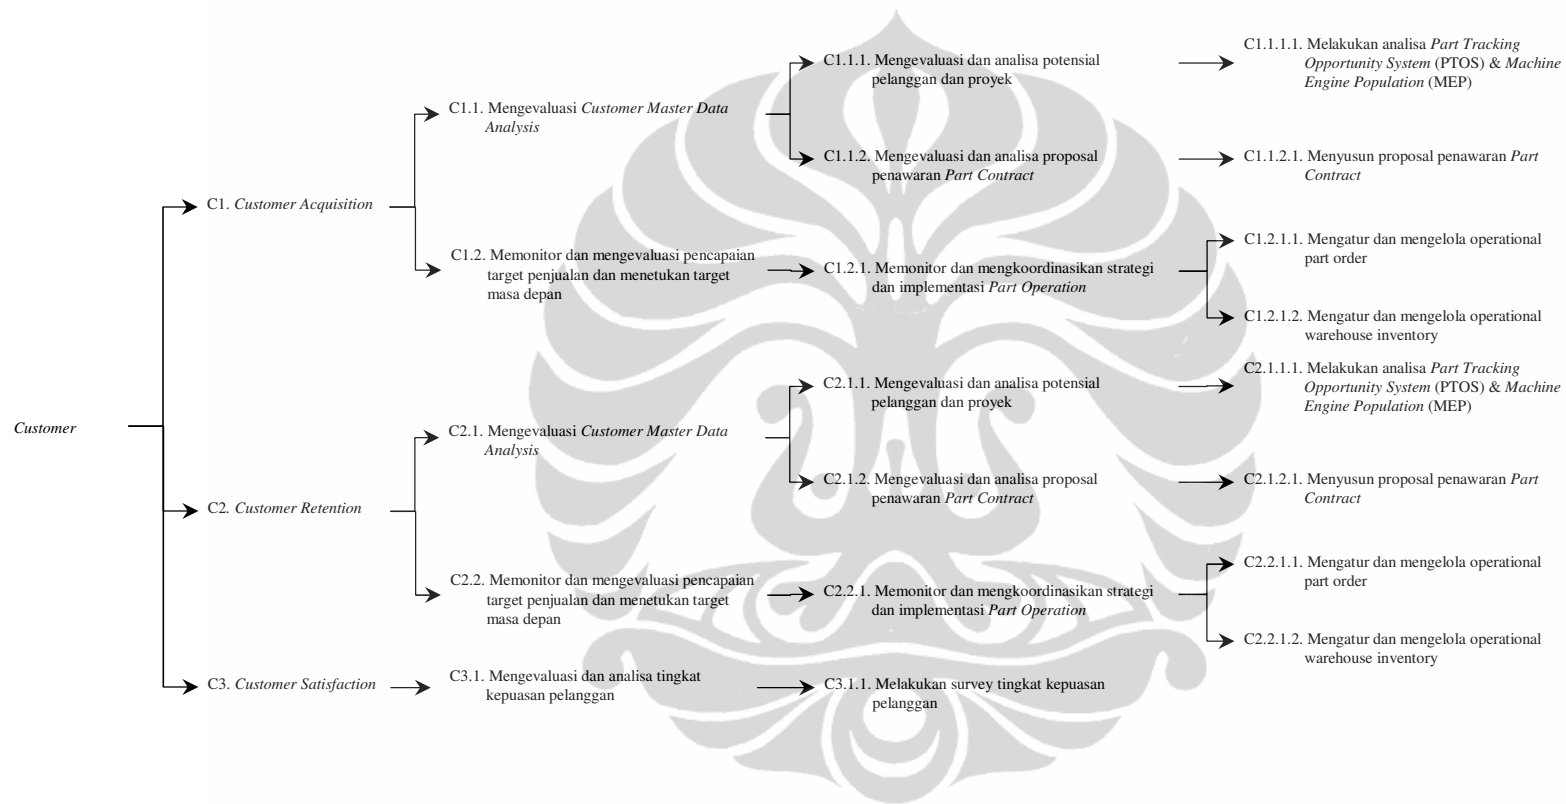 Customer
C1. Customer Acquisition
C1.1. Mengevaluasi Customer Master Data
Analysis
C1.1.1. Mengevaluasi dan analisa potensial
pelanggan dan proyek
C1.1.1.1. Melakukan analisa Part Tracking
Opportunity System (PTOS) & Machine
Engine Population (MEP)
C1.1.2. Mengevaluasi dan analisa proposal
penawaran Part Contract
C1.1.2.1. Menyusun proposal penawaran Part
Contract
C1.2. Memonitor dan mengevaluasi pencapaian
target penjualan dan menetukan target
masa depan
C1.2.1. Memonitor dan mengkoordinasikan strategi
dan implementasi Part Operation
C1.2.1.1. Mengatur dan mengelola operational
part order
C1.2.1.2. Mengatur dan mengelola operational
warehouse inventory
C2. Customer Retention
C2.1. Mengevaluasi Customer Master Data
Analysis
C2.1.1. Mengevaluasi dan analisa potensial
pelanggan dan proyek
C2.1.1.1. Melakukan analisa Part Tracking
Opportunity System (PTOS) & Machine
Engine Population (MEP)
C2.1.2. Mengevaluasi dan analisa proposal
penawaran Part Contract
C2.1.2.1. Menyusun proposal penawaran Part
Contract
C2.2. Memonitor dan mengevaluasi pencapaian
target penjualan dan menetukan target
masa depan
C2.2.1. Memonitor dan mengkoordinasikan strategi
dan implementasi Part Operation
C2.2.1.1. Mengatur dan mengelola operational
part order
C2.2.1.2. Mengatur dan mengelola operational
warehouse inventory
C3. Customer Satisfaction
C3.1. Mengevaluasi dan analisa tingkat
kepuasan pelanggan
C3.1.1. Melakukan survey tingkat kepuasan
pelanggan